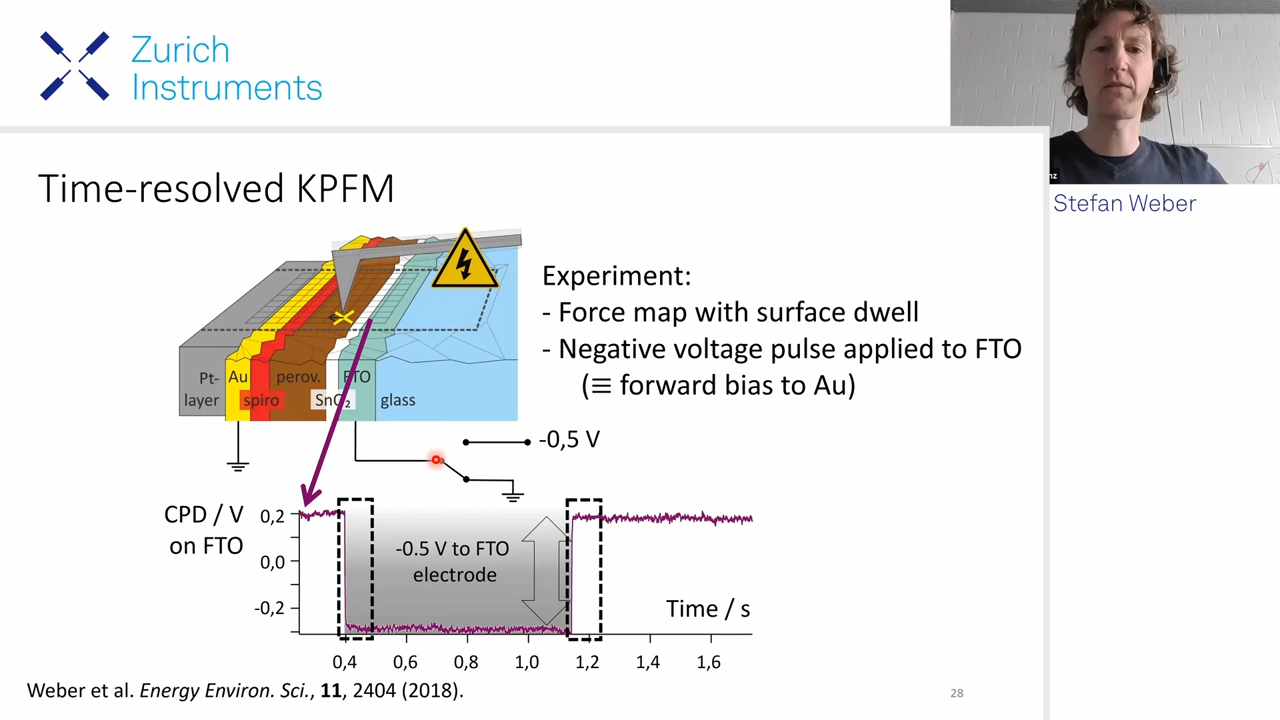 Zurich
Instruments
nz
Stefan Weber
Time-resolved KPFM
Experiment:
- Force map with surface dwell
- Negative voltage pulse applied to FTO
(≡ forward bias to Au)
Pt-
layer
Au
spiro
perov.
SnO₂
FTO
glass
-0,5 V
CPD / V
on FTO
0,2
0,0
-0,2
-0.5 V to FTO
electrode
Time / s
0,4
0,6
0,8
1,0
1,2
1,4
1,6
Weber et al. Energy Environ. Sci., 11, 2404 (2018).
28